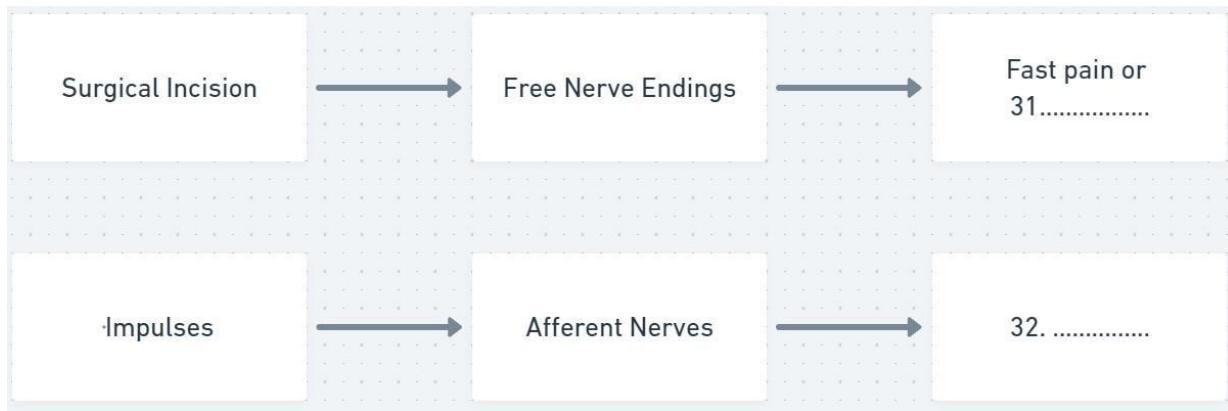 Surgical Incision
Free Nerve Endings
Fast pain or
31..................
Impulses
Afferent Nerves
32. ...............